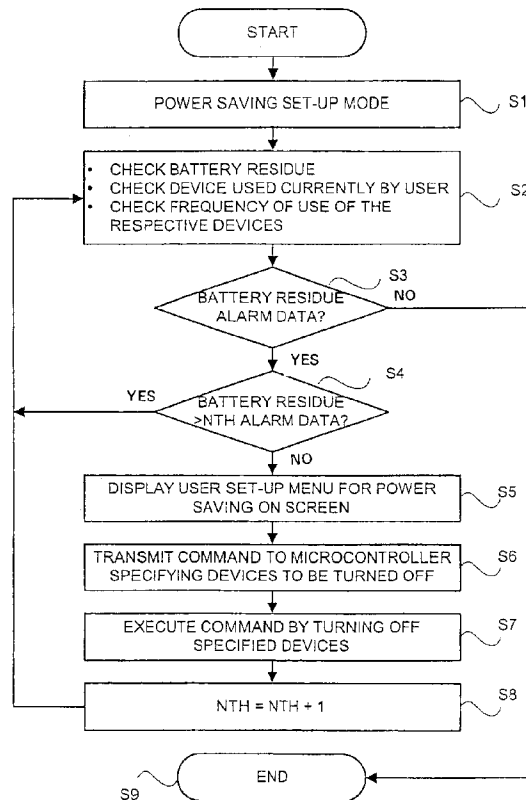 START
POWER SAVING SET-UP MODE
S1
• CHECK BATTERY RESIDUE
• CHECK DEVICE USED CURRENTLY BY USER
• CHECK FREQUENCY OF USE OF THE
RESPECTIVE DEVICES
S2
S3
BATTERY RESIDUE
ALARM DATA?
NO
YES
S4
YES
BATTERY RESIDUE
>NTH ALARM DATA?
NO
DISPLAY USER SET-UP MENU FOR POWER
SAVING ON SCREEN
S5
TRANSMIT COMMAND TO MICROCONTROLLER
SPECIFYING DEVICES TO BE TURNED OFF
S6
EXECUTE COMMAND BY TURNING OFF
SPECIFIED DEVICES
S7
NTH = NTH + 1
S8
END
S9